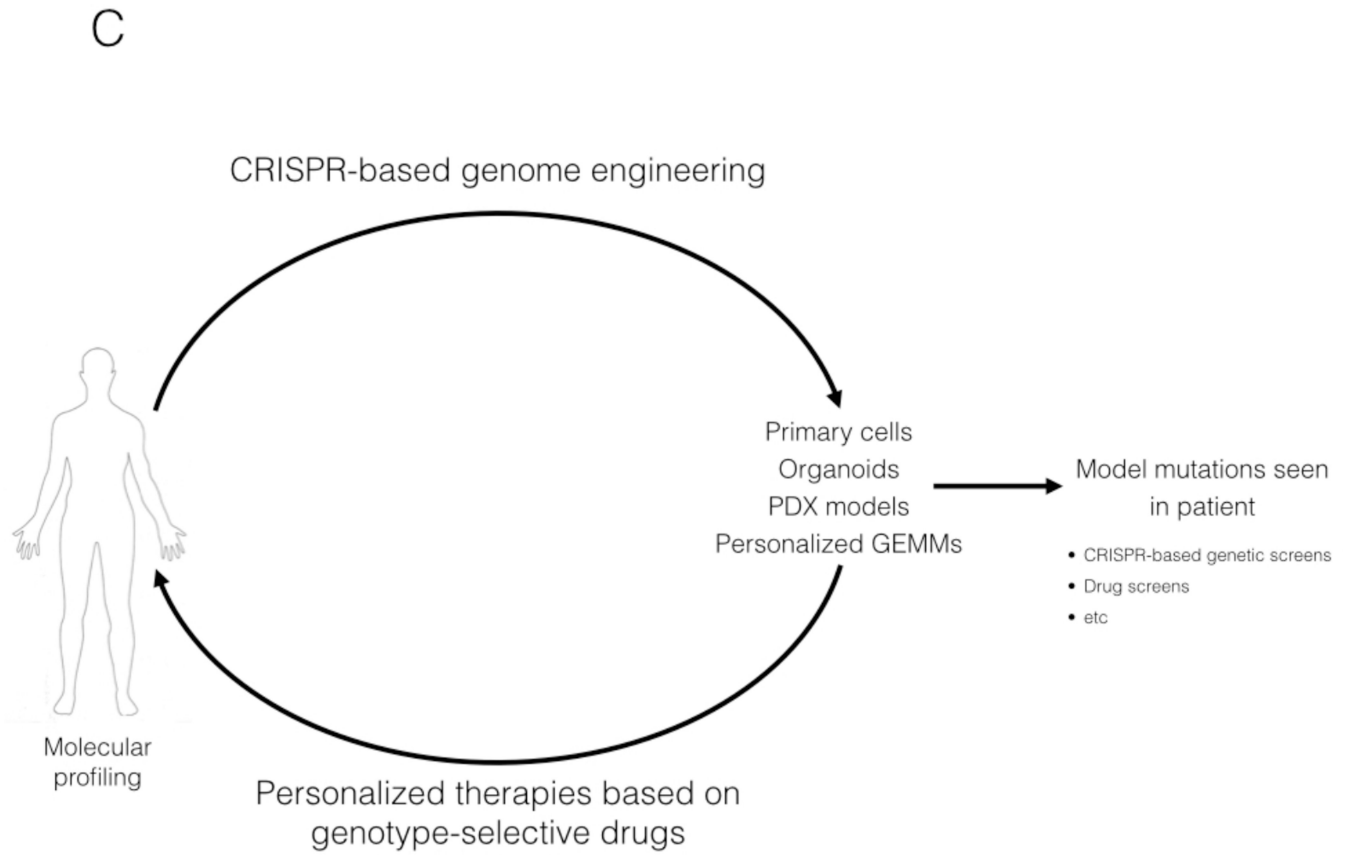 C
CRISPR-based genome engineering
Primary cells
Organoids
PDX models
Personalized GEMMs
Model mutations seen
in patient
• CRISPR-based genetic screens
• Drug screens
• etc
Molecular
profiling
Personalized therapies based on
genotype-selective drugs